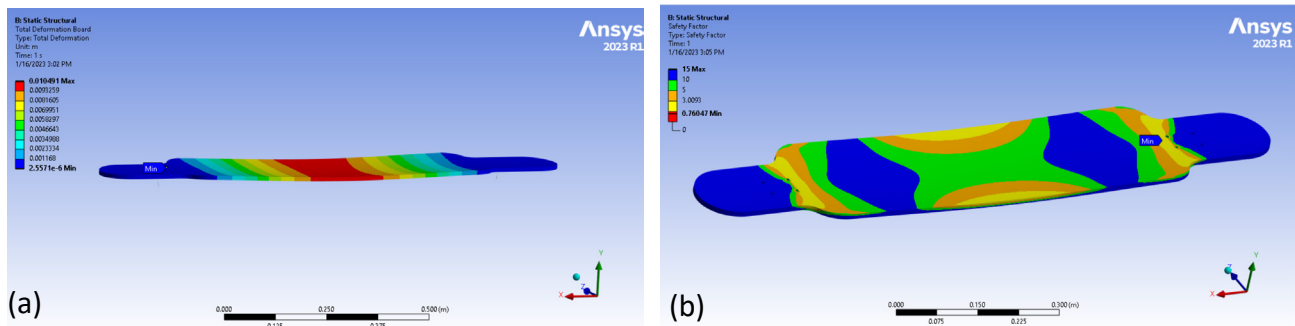 B: Static Structural
Total Deformation Board
Type: Total Deformation
Unit: m
Time: 1 s
1/16/2023 3:02 PM
0.010491 Max
0.0093259
0.0081605
0.0069951
0.0058297
0.0046643
0.0034988
0.0023334
0.001168
2.5571e-6 Min
Ansys
2023 R1
Min
Y
Z
X
0.000
0.250
0.500 (m)
0.125
0.375
(a)
B: Static Structural
Safety Factor
Type: Safety Factor
Time: 1
1/16/2023 3:05 PM
15 Max
10
5
3.0093
0.76047 Min
0
Ansys
2023 R1
Min
Y
Z
X
0.000
0.150
0.300 (m)
0.075
0.225
(b)